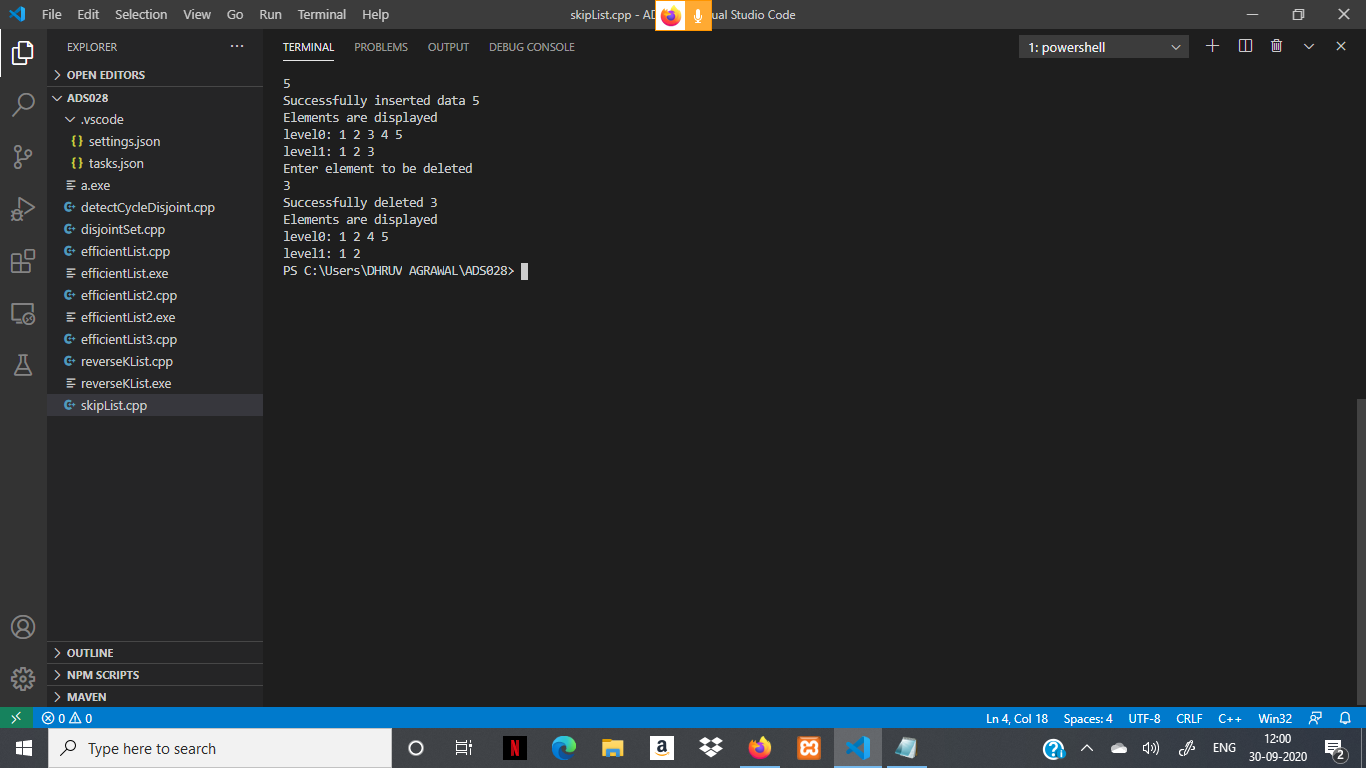 File Edit Selection View Go Run Terminal Help
skipList.cpp - AD ual Studio Code
EXPLORER
OPEN EDITORS
ADS028
.vscode
{} settings.json
{} tasks.json
a.exe
detectCycleDisjoint.cpp
disjointSet.cpp
efficientList.cpp
efficientList.exe
efficientList2.cpp
efficientList2.exe
efficientList3.cpp
reverseKList.cpp
reverseKList.exe
skipList.cpp
OUTLINE
NPM SCRIPTS
MAVEN
TERMINAL PROBLEMS OUTPUT DEBUG CONSOLE
1: powershell
5
Successfully inserted data 5
Elements are displayed
level0: 1 2 3 4 5
level1: 1 2 3
Enter element to be deleted
3
Successfully deleted 3
Elements are displayed
level0: 1 2 4 5
level1: 1 2
PS C:\Users\DHRUV AGRAWAL\ADS028>
0 0
Ln 4, Col 18 Spaces: 4 UTF-8 CRLF C++ Win32
Type here to search
N
a
ENG
12:00
30-09-2020
2